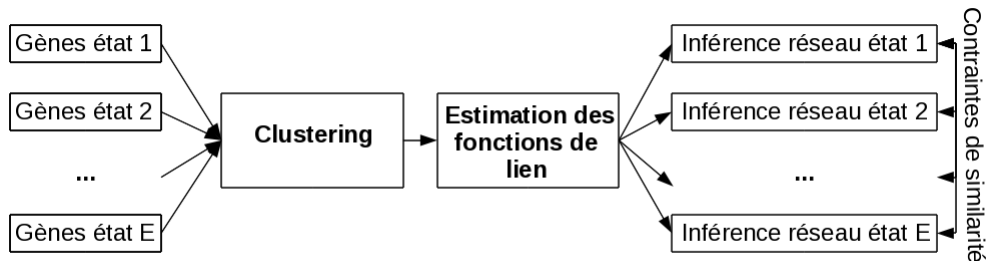 Gènes état 1
Gènes état 2
...
Gènes état E
Clustering
Estimation des
fonctions de
lien
Inférence réseau état 1
Inférence réseau état 2
...
Inférence réseau état E
Contraintes de similarité